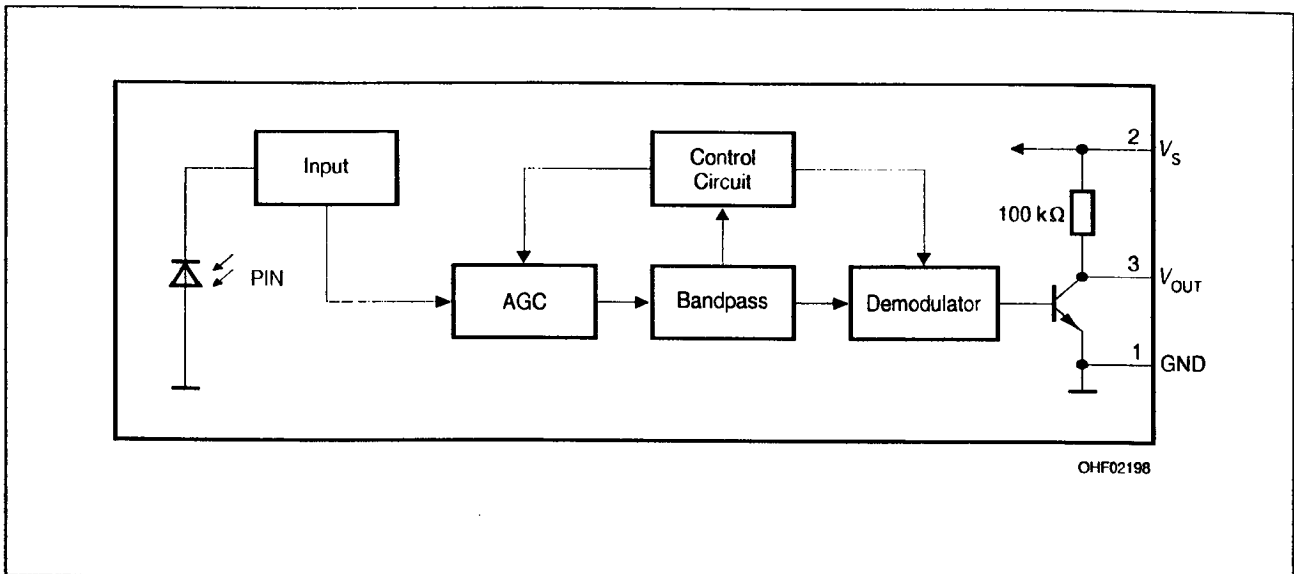 Input
Control
Circuit
2
V_S
100 kΩ
PIN
AGC
Bandpass
Demodulator
3
V_OUT
1
GND
OHF02198